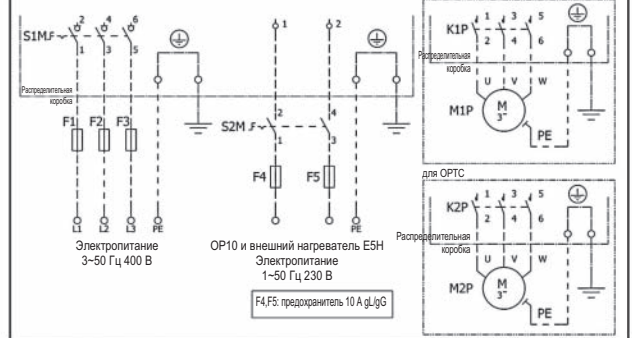 2 4 6
S1M
1 3 5
Распределительная
коробка
F1 F2 F3
L1 L2 L3 PE
Электропитание
3~50 Гц 400 В
1 2
2 4
S2M
1 3
F4 F5
PE
OP10 и внешний нагреватель E5H
Электропитание
1~50 Гц 230 В
F4,F5: предохранитель 10 A gL/gG
1 3 5
K1P
2 4 6
Распределительная
коробка
U V W
M1P
M
3~
PE
для OPTC
1 3 5
K2P
2 4 6
Распределительная
коробка
U V W
M2P
M
3~
PE